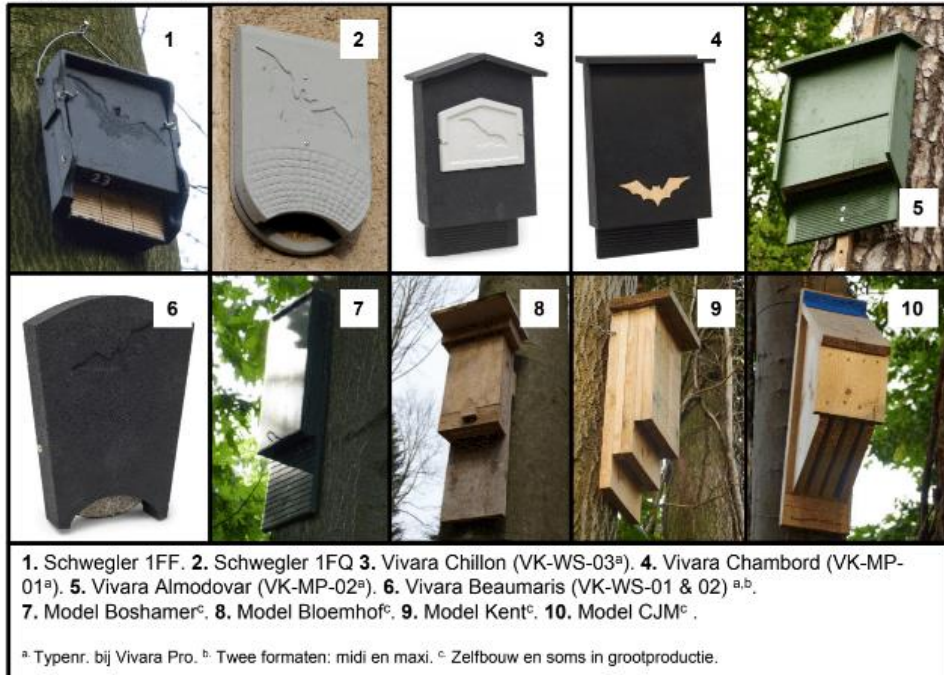 1
2
3
4
5
6
7
8
9
10
23
1. Schwegler 1FF. 2. Schwegler 1FQ 3. Vivara Chillon (VK-WS-03ᵃ). 4. Vivara Chambord (VK-MP-
01ᵃ). 5. Vivara Almodovar (VK-MP-02ᵃ). 6. Vivara Beaumaris (VK-WS-01 & 02) ᵃ,ᵇ.
7. Model Boshamerᶜ. 8. Model Bloemhofᶜ. 9. Model Kentᶜ. 10. Model CJMᶜ .
ᵃ· Typenr. bij Vivara Pro. ᵇ· Twee formaten: midi en maxi. ᶜ· Zelfbouw en soms in grootproductie.